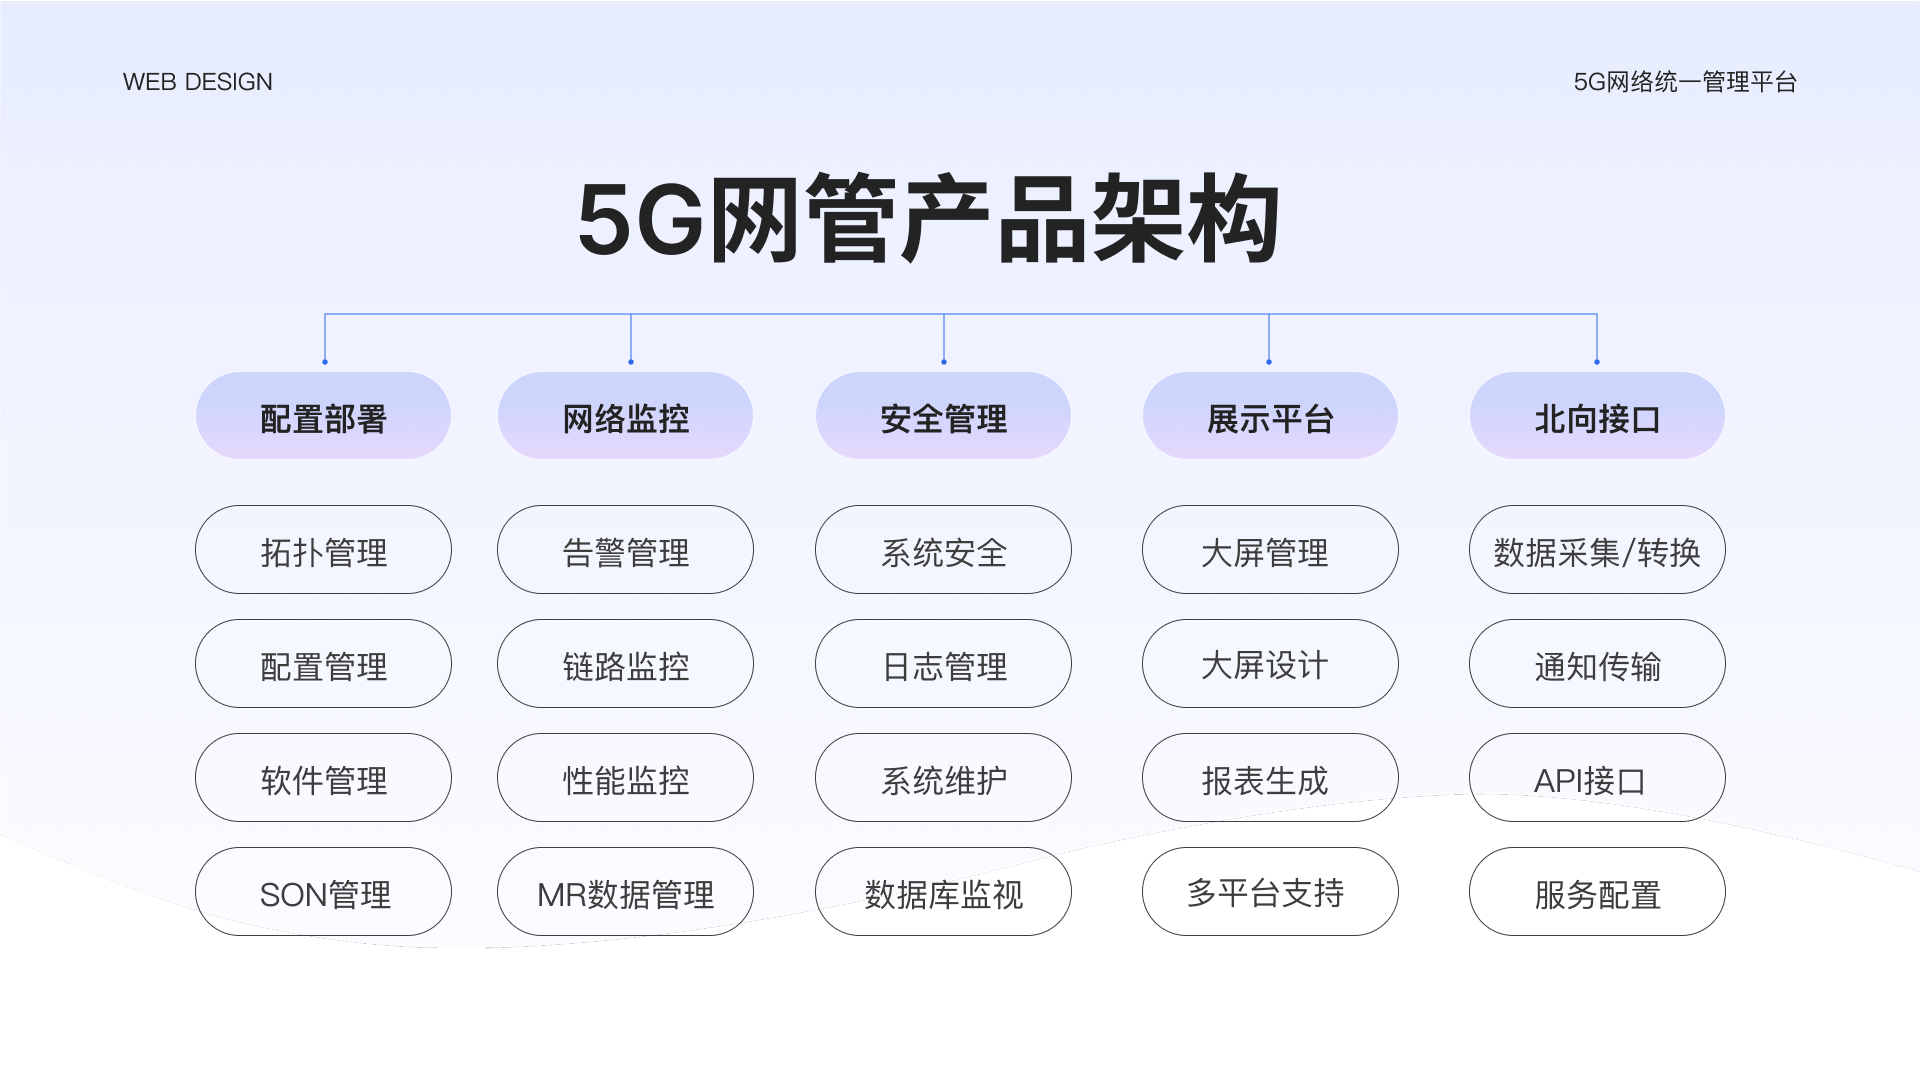 WEB DESIGN
5G网络统一管理平台
5G网管产品架构
配置部署
网络监控
安全管理
展示平台
北向接口
拓扑管理
告警管理
系统安全
大屏管理
数据采集/转换
配置管理
链路监控
日志管理
大屏设计
通知传输
软件管理
性能监控
系统维护
报表生成
API接口
SON管理
MR数据管理
数据库监视
多平台支持
服务配置